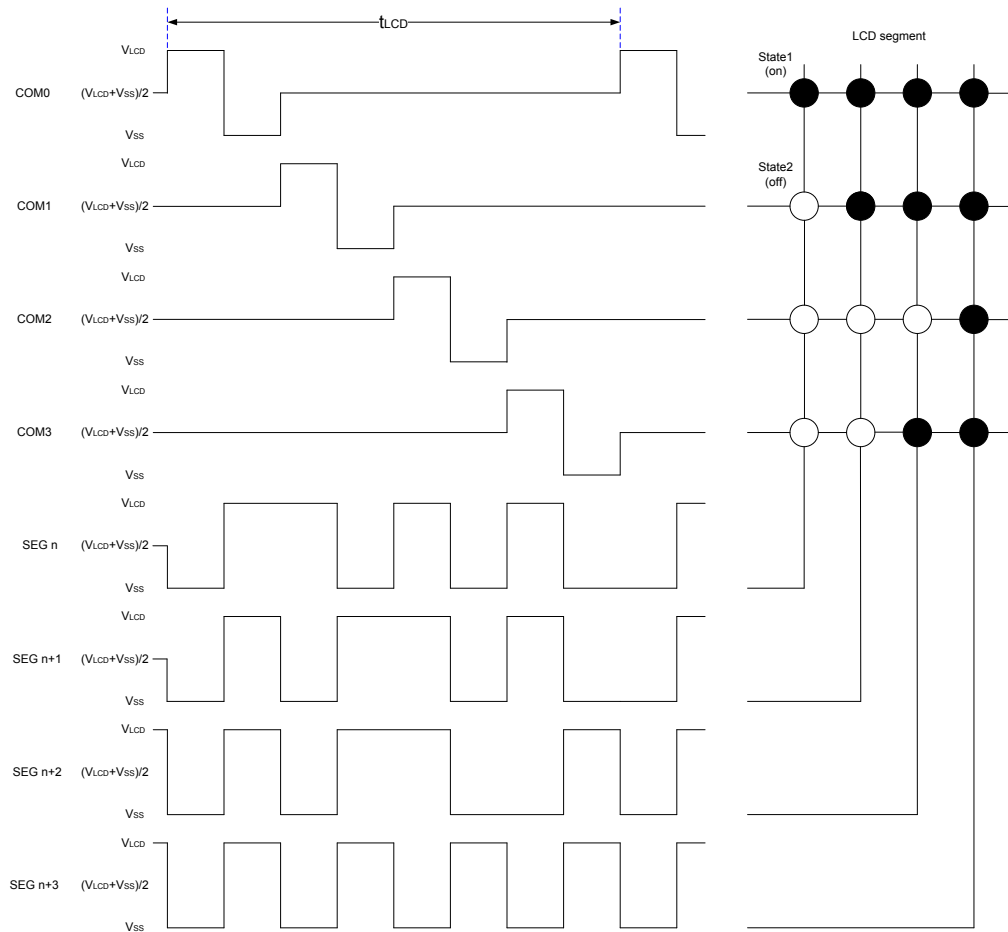 tLCD
LCD segment
VLCD
State1
(on)
COM0 (VLCD+VSS)/2
VSS
VLCD
State2
(off)
COM1 (VLCD+VSS)/2
VSS
VLCD
COM2 (VLCD+VSS)/2
VSS
VLCD
COM3 (VLCD+VSS)/2
VSS
VLCD
SEG n (VLCD+VSS)/2
VSS
VLCD
SEG n+1 (VLCD+VSS)/2
VSS
VLCD
SEG n+2 (VLCD+VSS)/2
VSS
VLCD
SEG n+3 (VLCD+VSS)/2
VSS